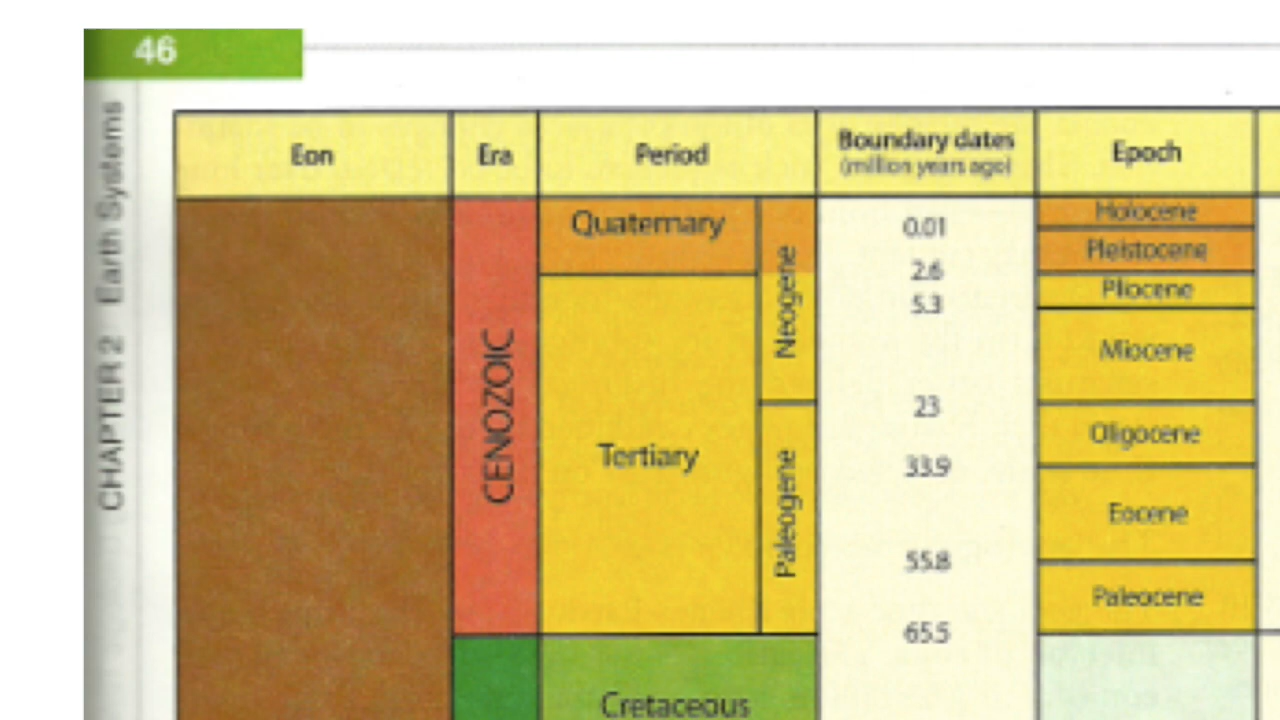 46
CHAPTER 2 Earth Systems
Eon
Era
Period
Boundary dates
(million years ago)
Epoch
CENOZOIC
Quaternary
Tertiary
Neogene
Paleogene
0.01
2.6
5.3
23
33.9
55.8
65.5
Holocene
Pleistocene
Pliocene
Miocene
Oligocene
Eocene
Paleocene
Cretaceous